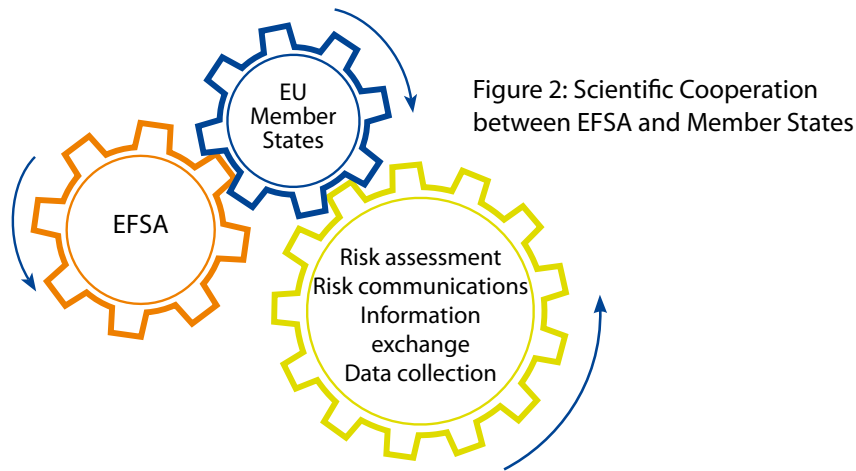 EU
Member
States
Figure 2: Scientific Cooperation
between EFSA and Member States
EFSA
Risk assessment
Risk communications
Information
exchange
Data collection